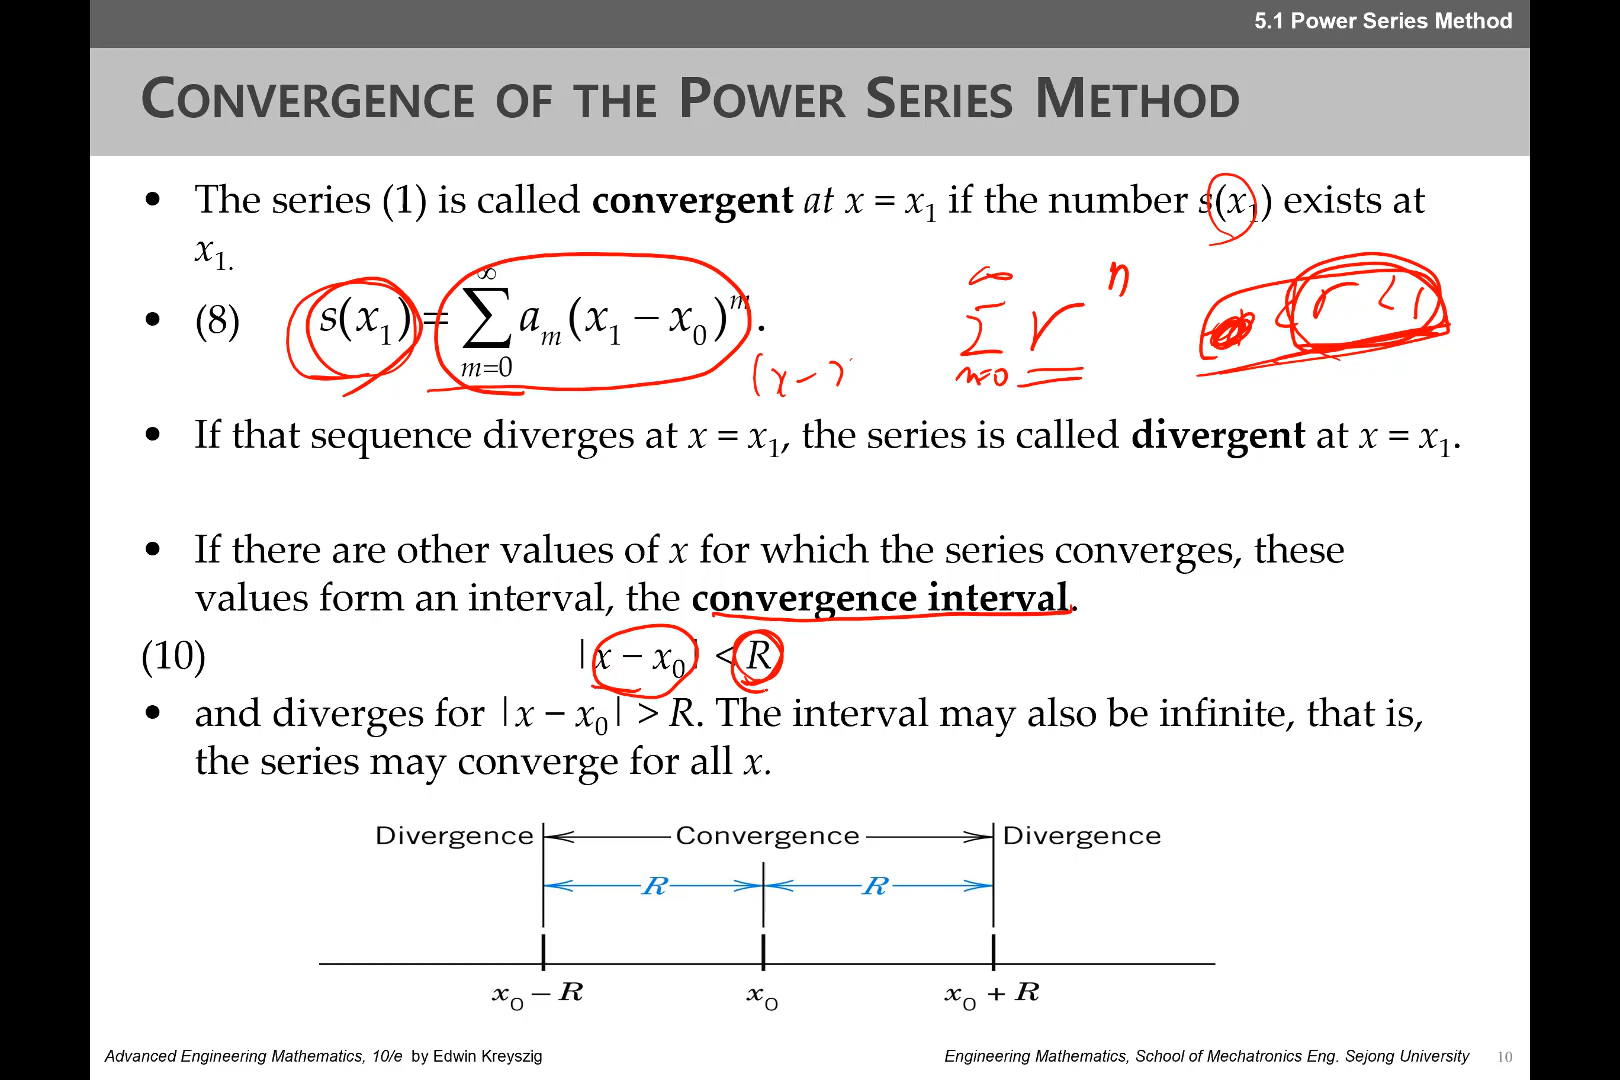 5.1 Power Series Method
CONVERGENCE OF THE POWER SERIES METHOD
• The series (1) is called convergent at x = x₁ if the number s(x₁) exists at
x₁.
• (8) s(x₁) = ∑_{m=0}^{∞} aₘ(x₁ − x₀)ᵐ.
∑_{n=0}^{∞} rⁿ
r < 1
(x − )
• If that sequence diverges at x = x₁, the series is called divergent at x = x₁.
• If there are other values of x for which the series converges, these
values form an interval, the convergence interval.
(10) |x − x₀| < R
• and diverges for |x − x₀| > R. The interval may also be infinite, that is,
the series may converge for all x.
Divergence Convergence Divergence
R R
x₀ − R x₀ x₀ + R
Advanced Engineering Mathematics, 10/e by Edwin Kreyszig Engineering Mathematics, School of Mechatronics Eng. Sejong University 10